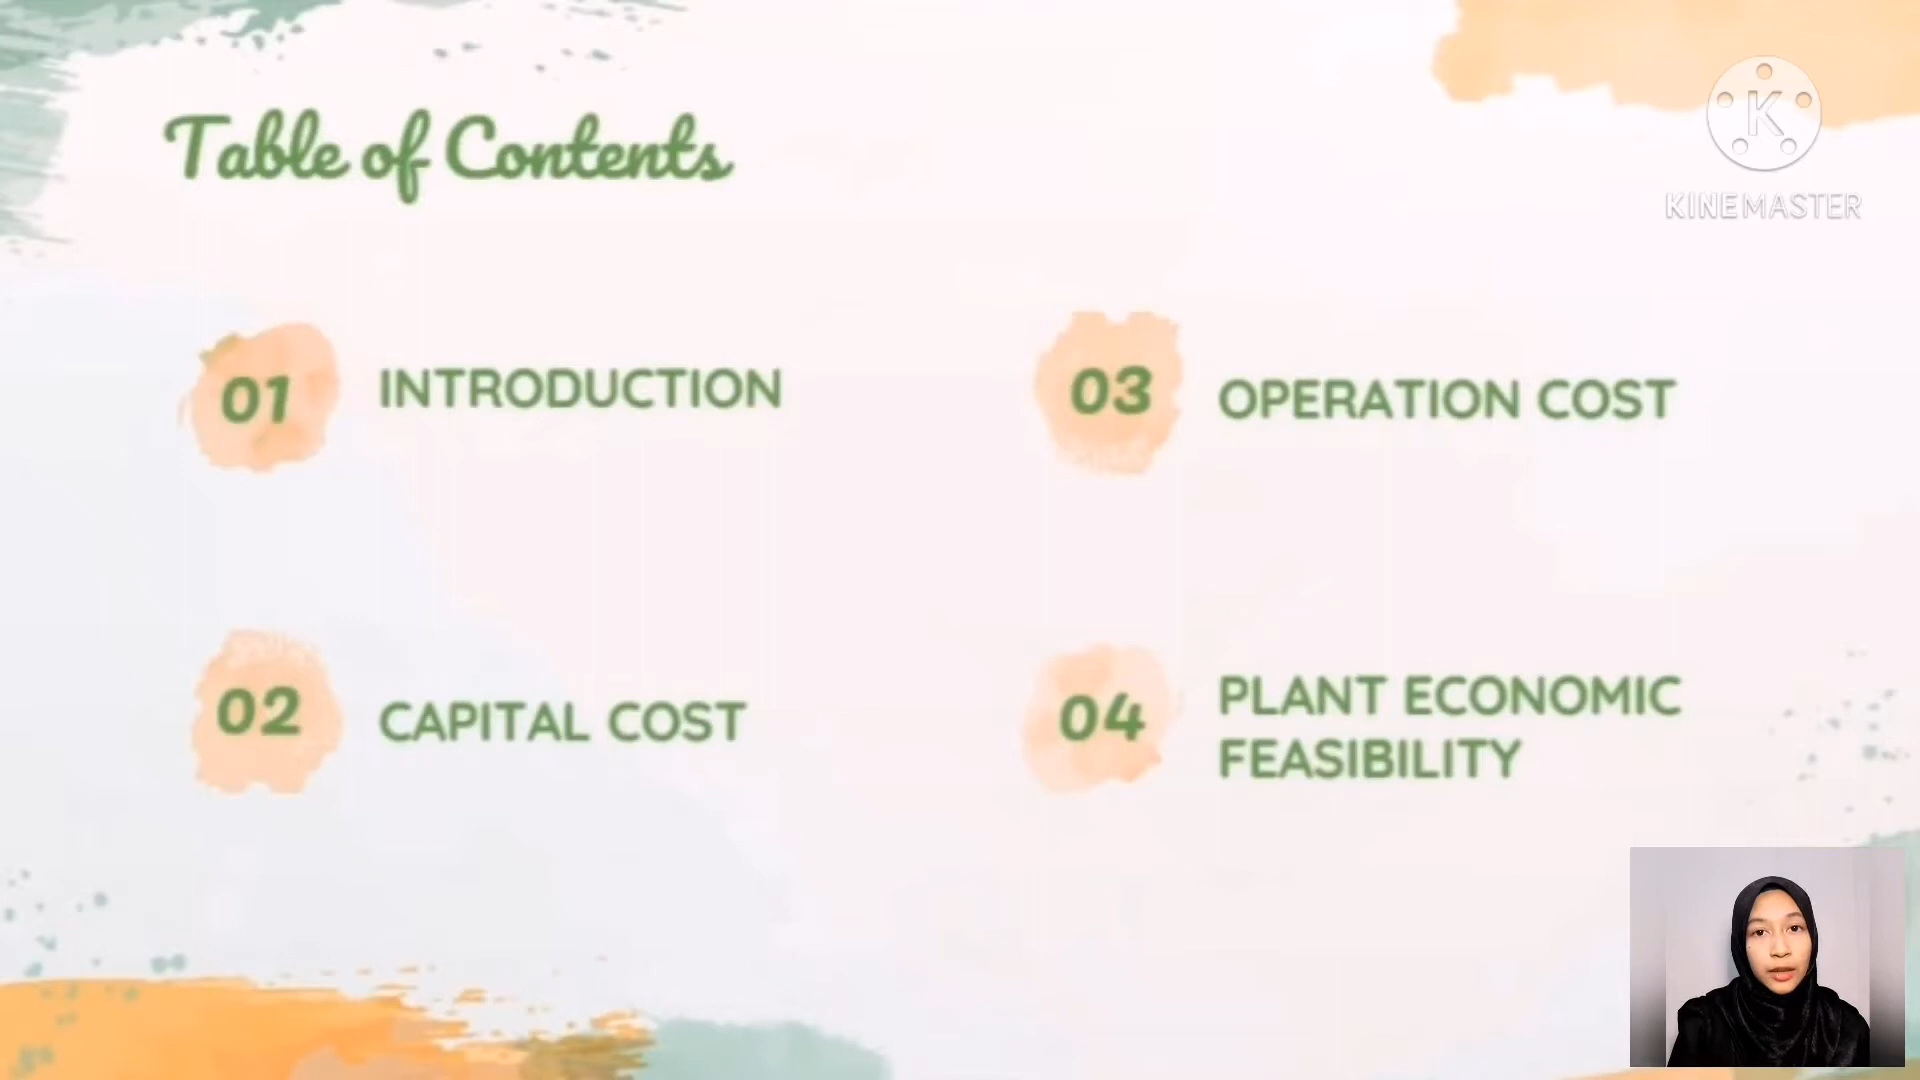 Table of Contents
K
KINEMASTER
01
INTRODUCTION
02
CAPITAL COST
03
OPERATION COST
04
PLANT ECONOMIC
FEASIBILITY